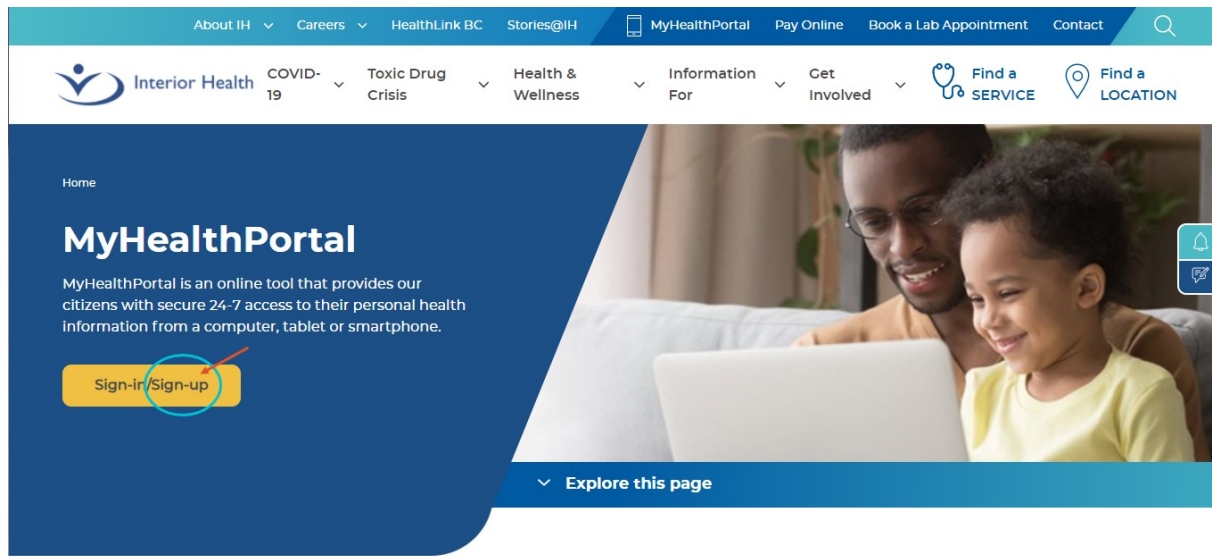 About IH Careers HealthLink BC Stories@IH MyHealthPortal Pay Online Book a Lab Appointment Contact
Interior Health
COVID-
19
Toxic Drug
Crisis
Health &
Wellness
Information
For
Get
Involved
Find a
SERVICE
Find a
LOCATION
Home
MyHealthPortal
MyHealthPortal is an online tool that provides our
citizens with secure 24-7 access to their personal health
information from a computer, tablet or smartphone.
Sign-in/Sign-up
Explore this page